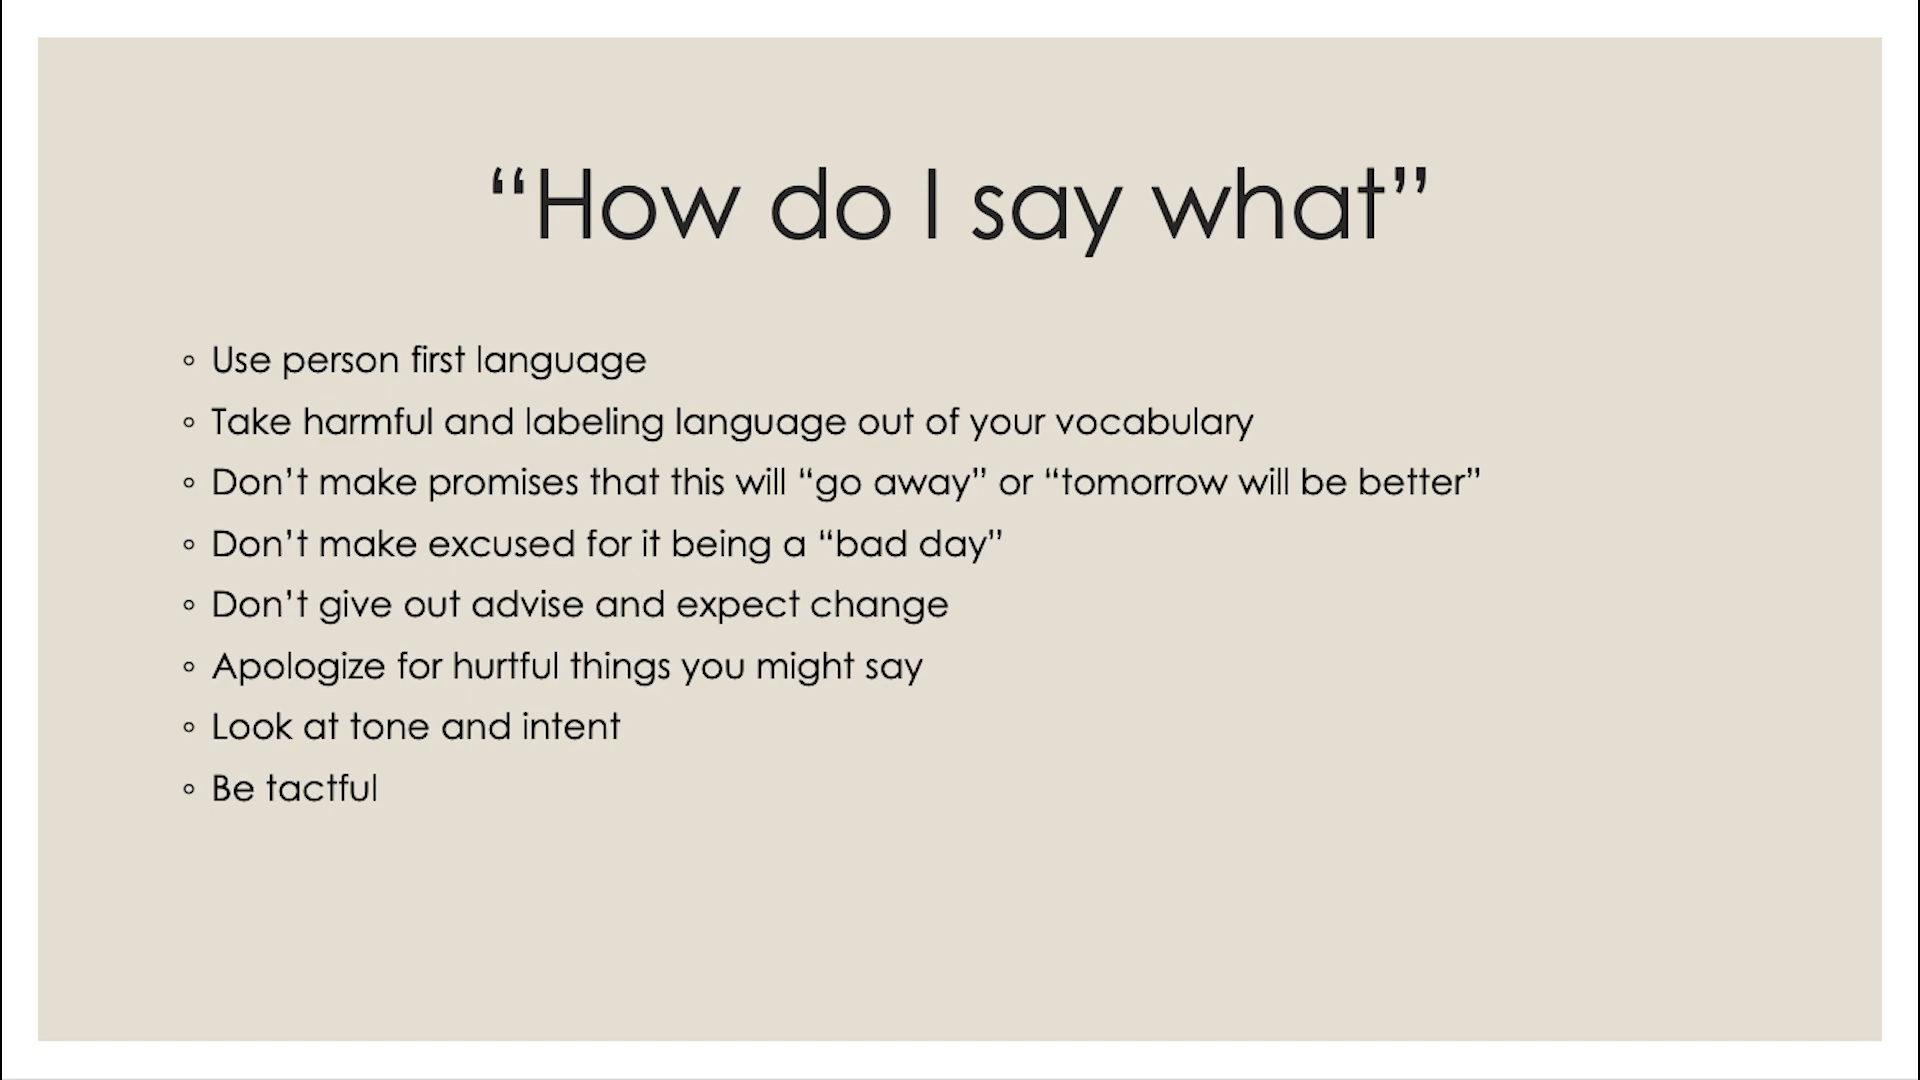 “How do I say what”
◦ Use person first language
◦ Take harmful and labeling language out of your vocabulary
◦ Don’t make promises that this will “go away” or “tomorrow will be better”
◦ Don’t make excused for it being a “bad day”
◦ Don’t give out advise and expect change
◦ Apologize for hurtful things you might say
◦ Look at tone and intent
◦ Be tactful